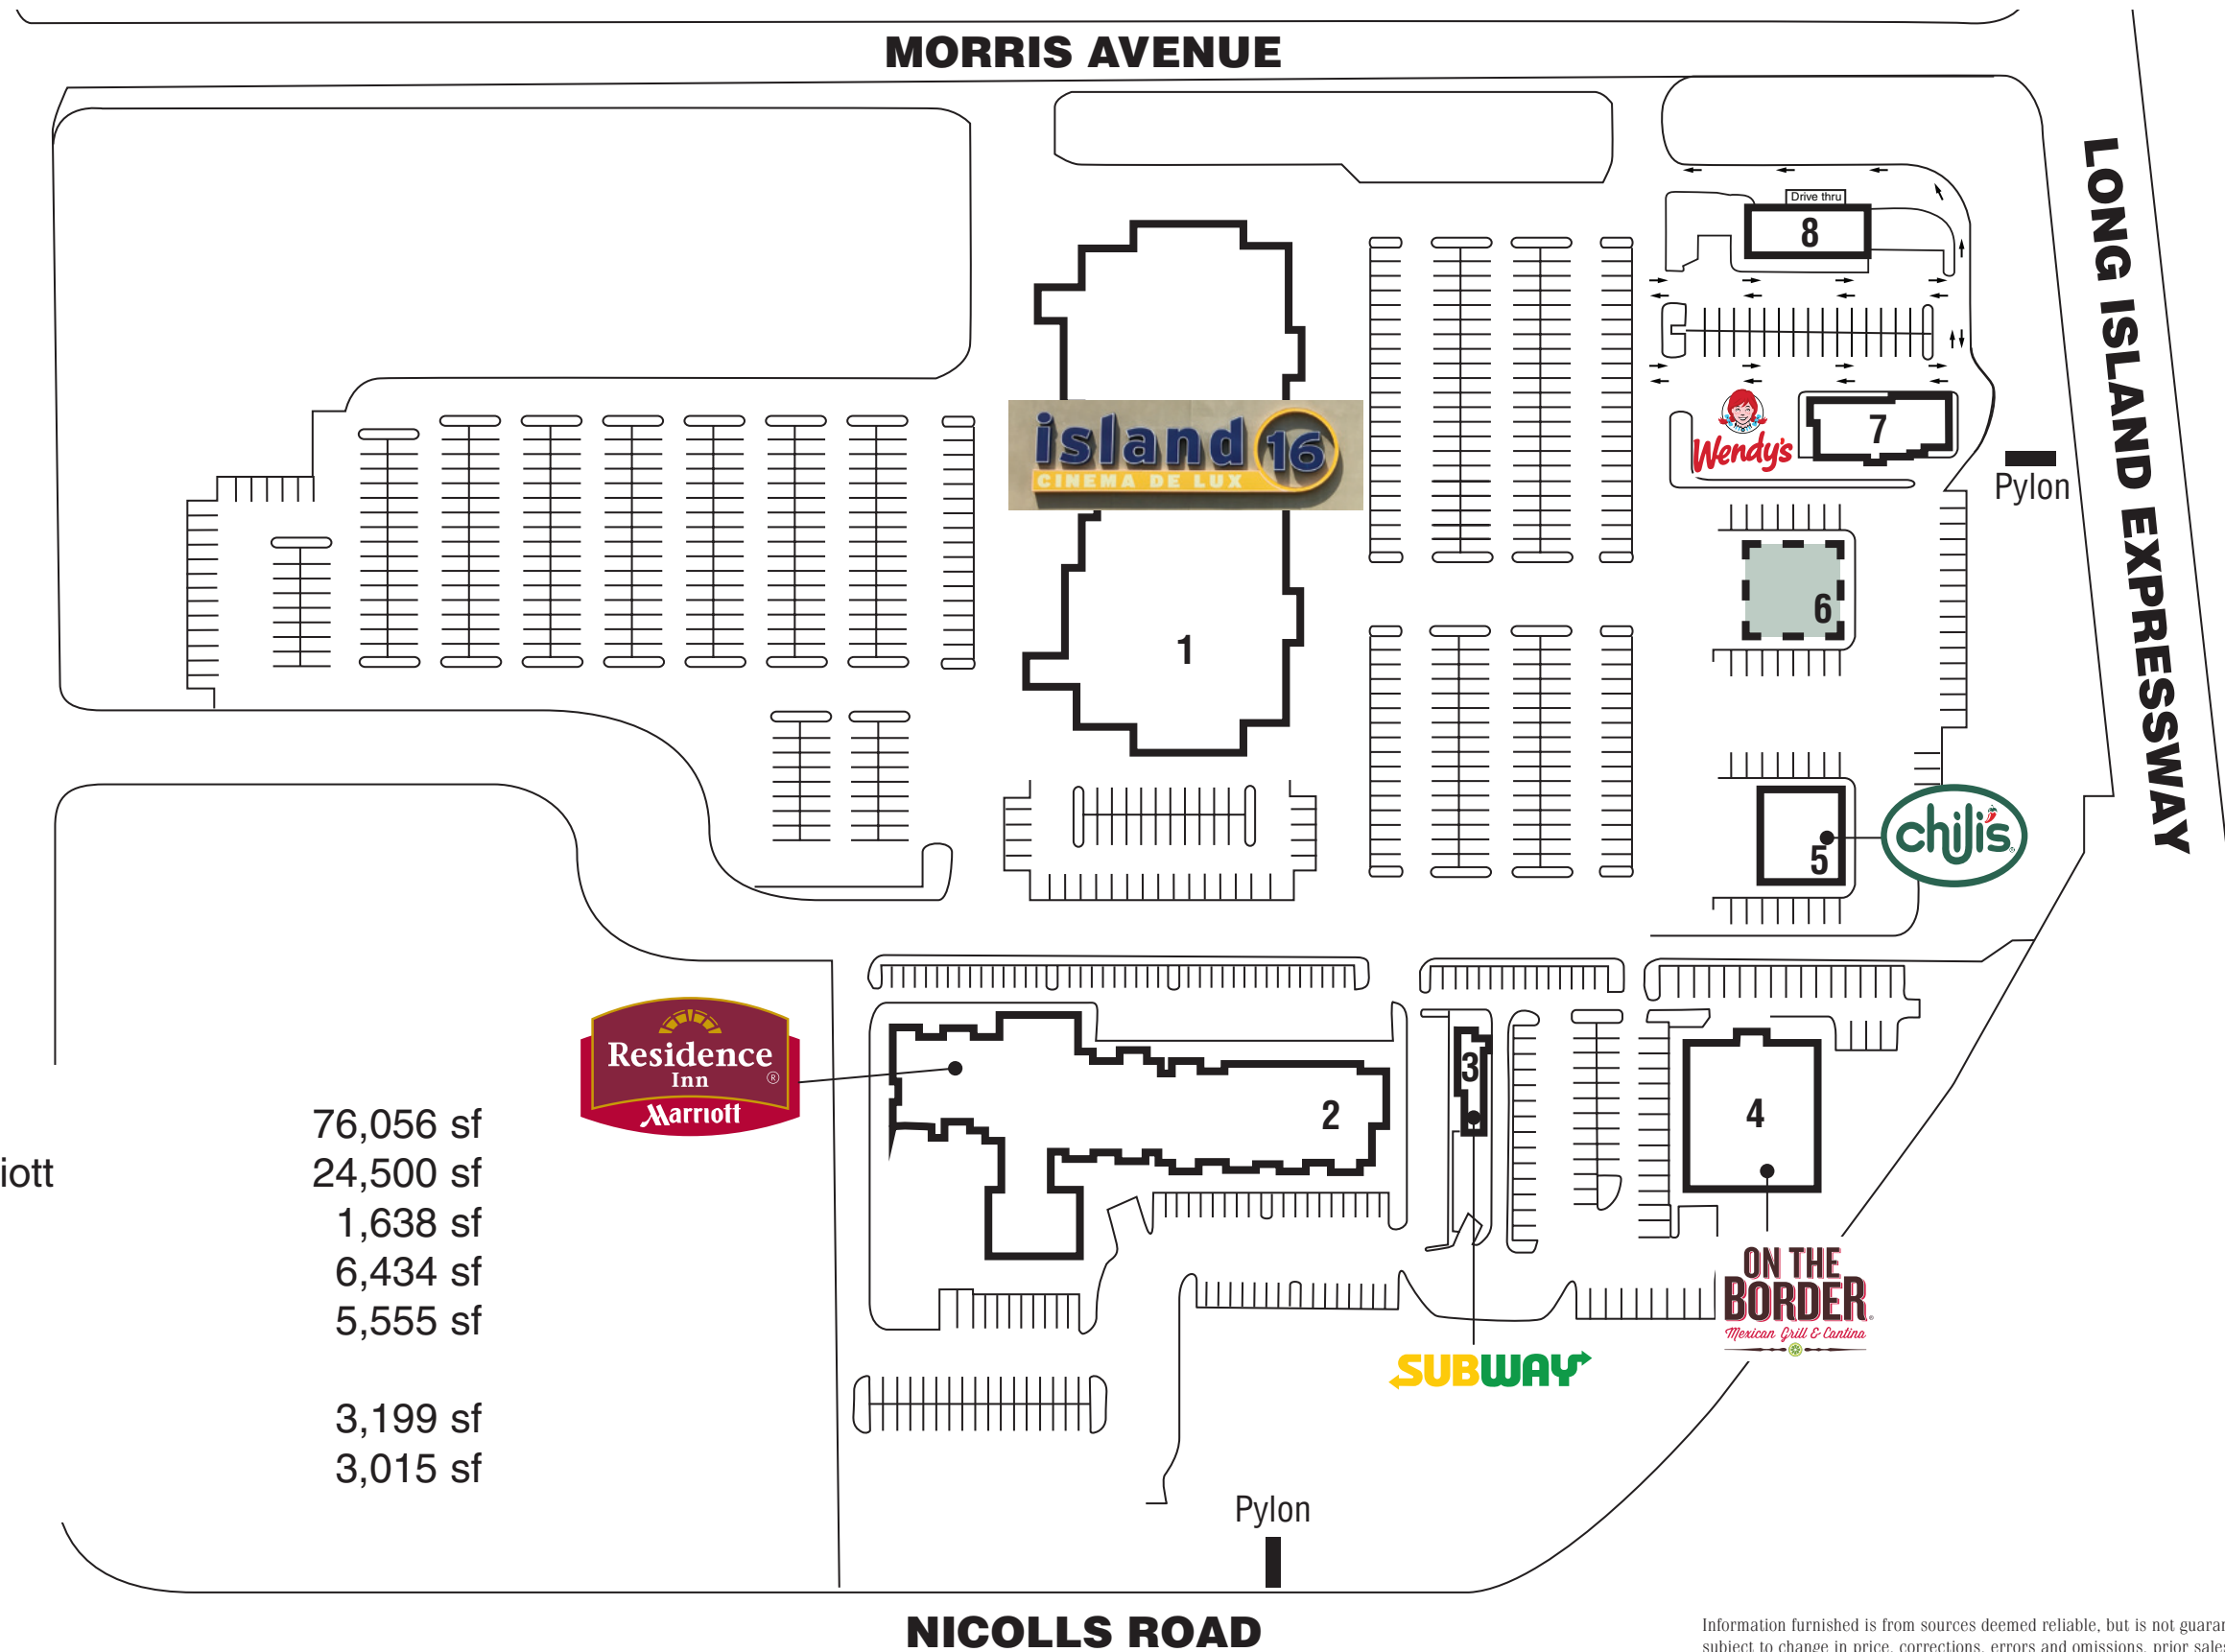 MORRIS AVENUE
LONG ISLAND EXPRESSWAY
Drive thru
8
Wendy's
7
Pylon
island 16
CINEMA DE LUX
6
1
chili's
5
Residence
Inn ®
Marriott
2
3
4
76,056 sf
iott 24,500 sf
1,638 sf
6,434 sf
5,555 sf
3,199 sf
3,015 sf
ON THE
BORDER
Mexican Grill & Cantina
SUBWAY
Pylon
NICOLLS ROAD
Information furnished is from sources deemed reliable, but is not guaran
subject to change in price, corrections, errors and omissions, prior sale